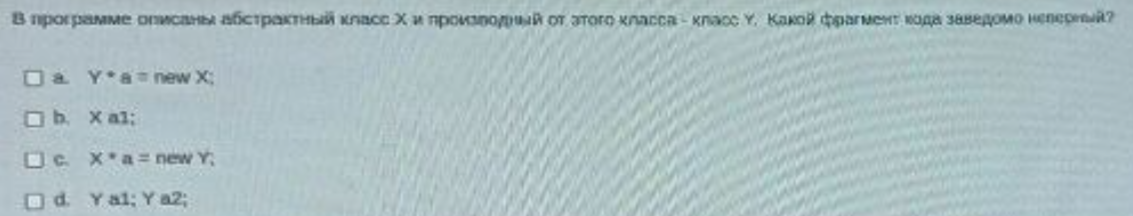 В программе описаны абстрактный класс X и производный от этого класса - класс Y. Какой фрагмент кода заведомо неверный?
a. Y * a = new X;
b. X a1;
c. X * a = new Y;
d. Y a1; Y a2;